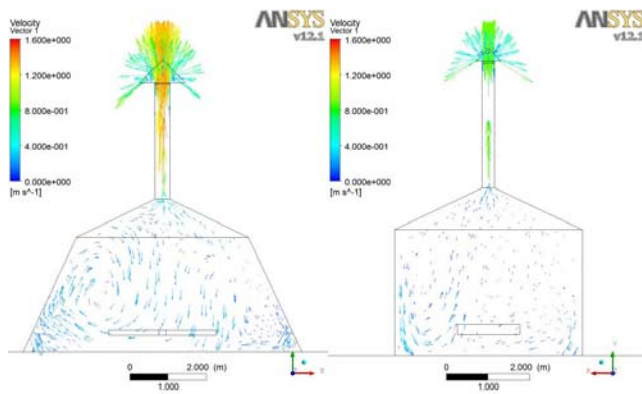 Velocity
Vector 1
1.600e+000
1.200e+000
8.000e-001
4.000e-001
0.000e+000
[m s^-1]
ANSYS
v12.1
0
2.000
(m)
1.000
Velocity
Vector 1
1.600e+000
1.200e+000
8.000e-001
4.000e-001
0.000e+000
[m s^-1]
ANSYS
v12.1
0
2.000
(m)
1.000